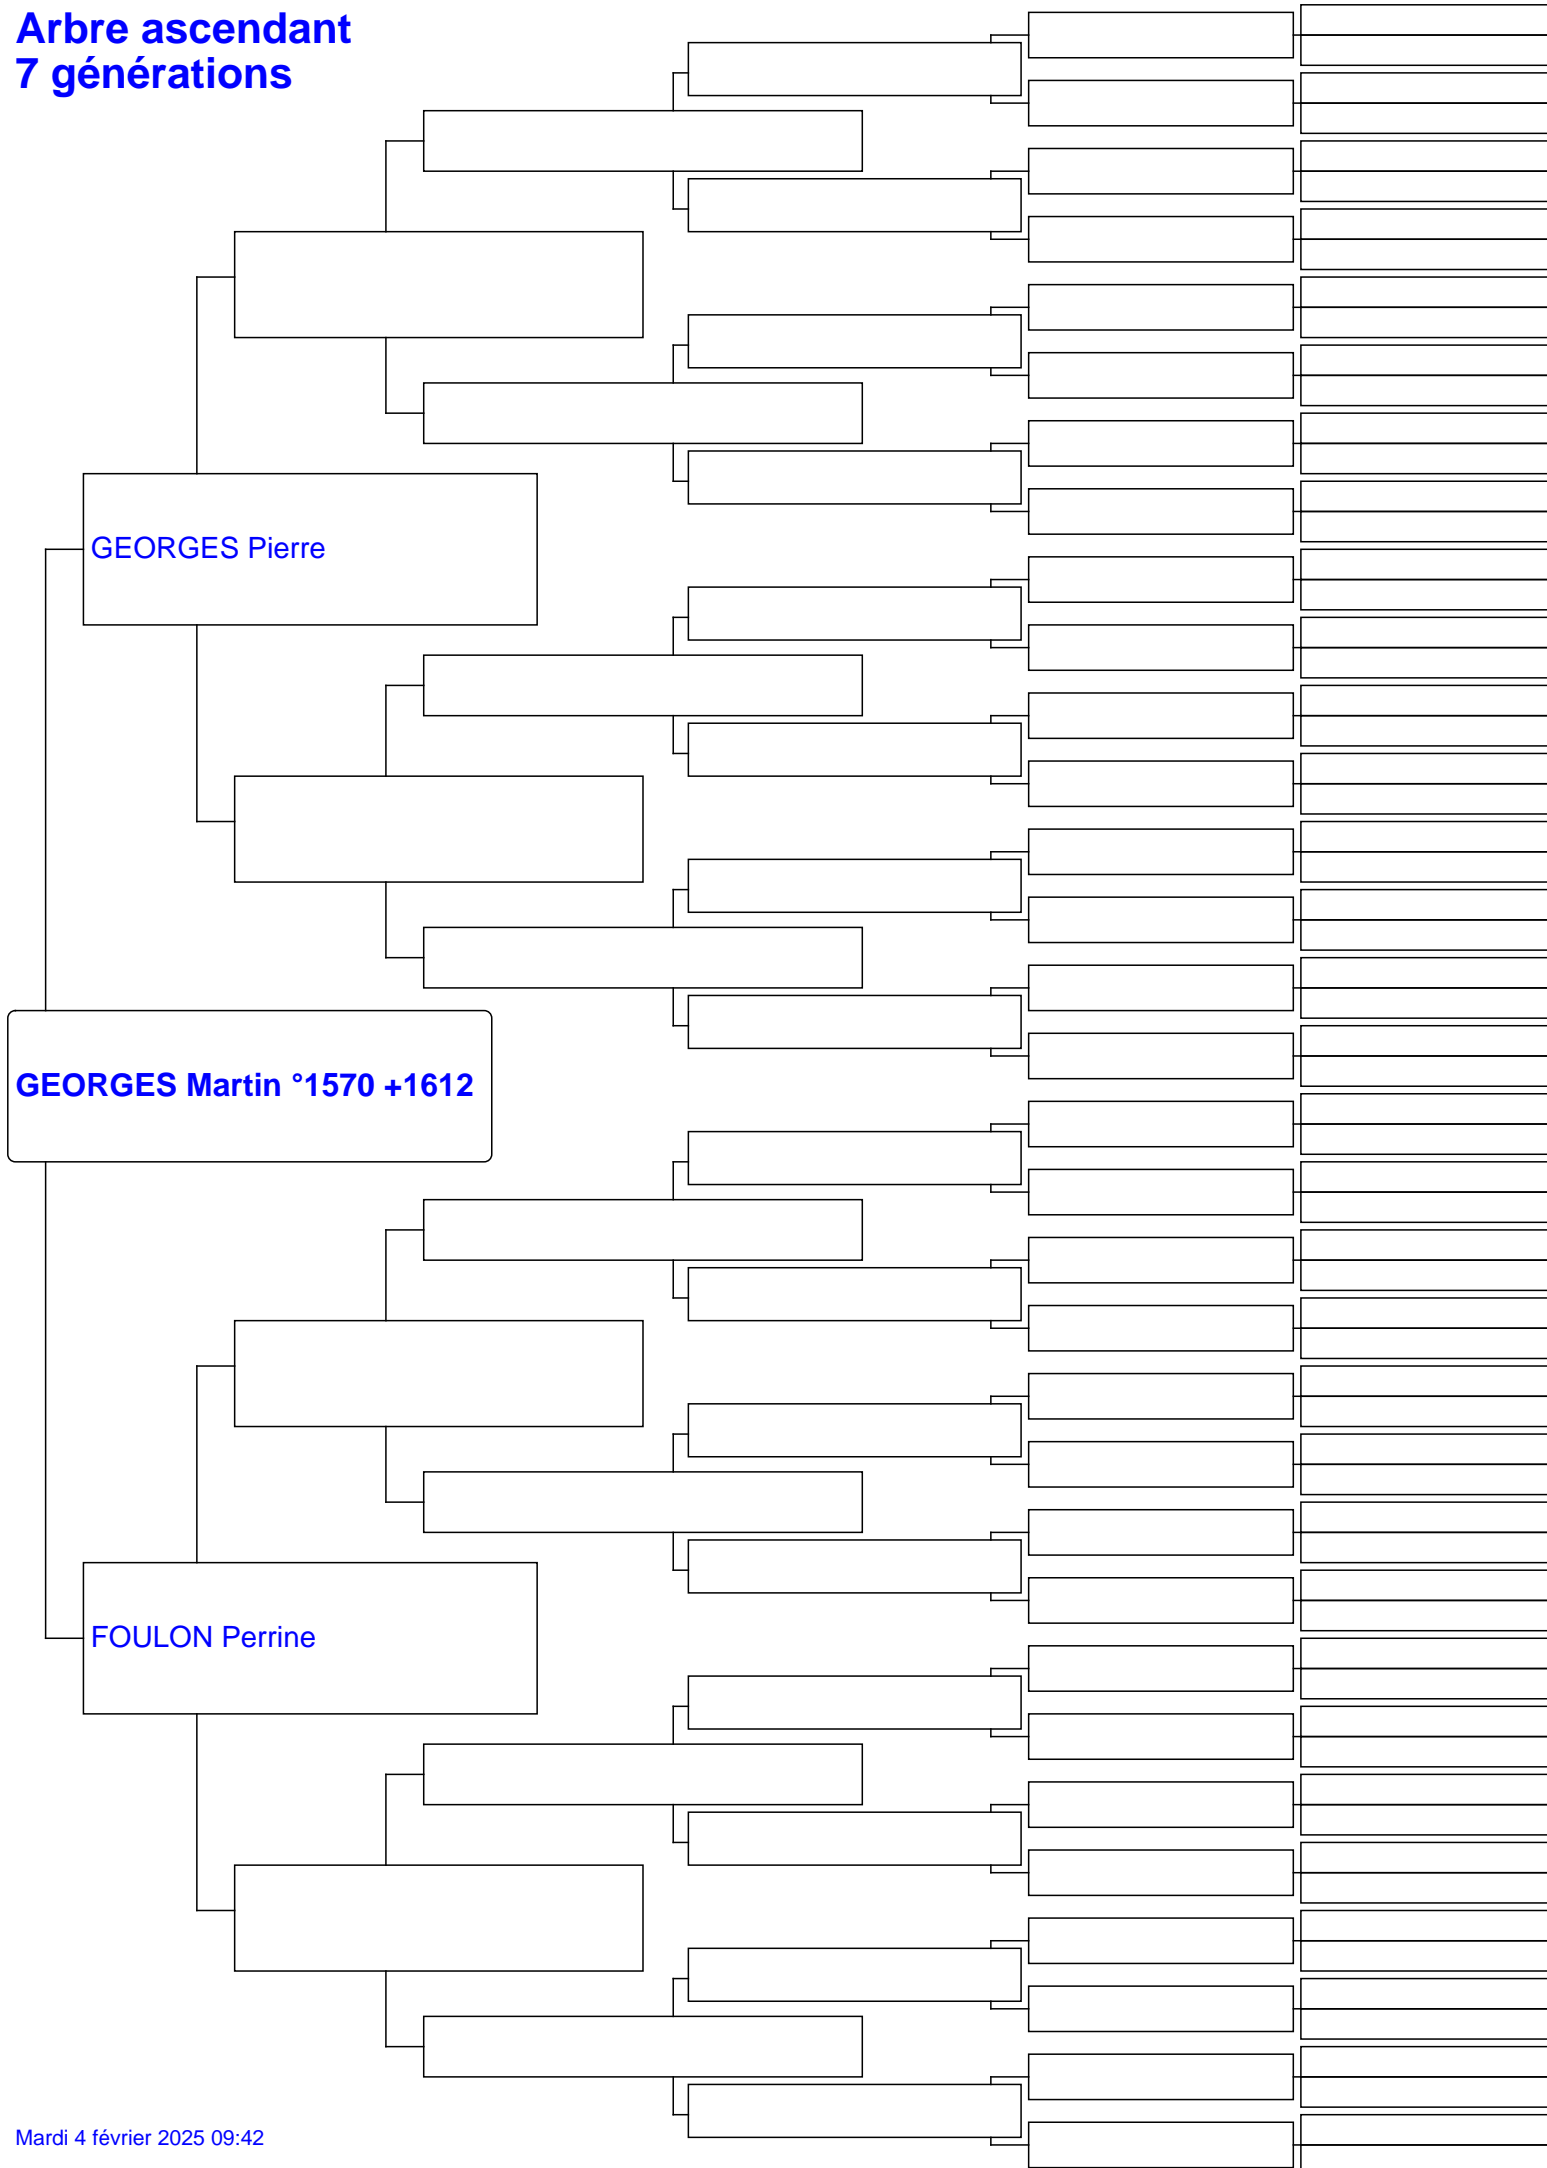 Arbre ascendant
7 générations
GEORGES Pierre
GEORGES Martin °1570 +1612
FOULON Perrine
Mardi 4 février 2025 09:42